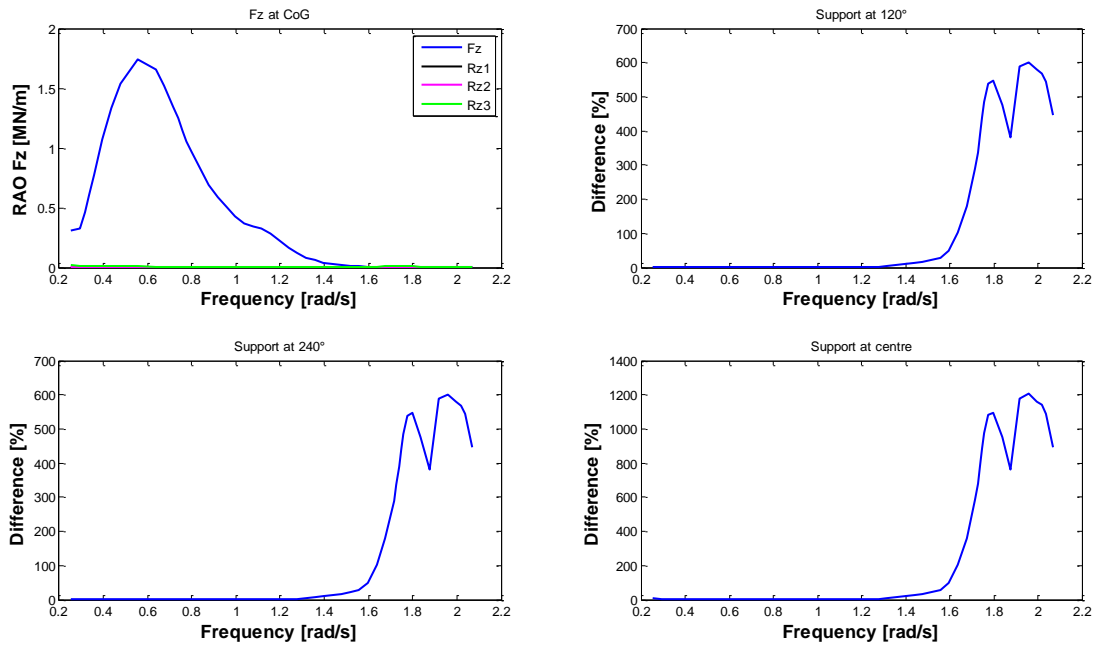 Fz at CoG
2
1.5
1
0.5
0
RAO Fz [MN/m]
Fz
Rz1
Rz2
Rz3
0.2 0.4 0.6 0.8 1 1.2 1.4 1.6 1.8 2 2.2
Frequency [rad/s]
Support at 120°
700
600
500
400
300
200
100
0
Difference [%]
0.2 0.4 0.6 0.8 1 1.2 1.4 1.6 1.8 2 2.2
Frequency [rad/s]
Support at 240°
700
600
500
400
300
200
100
0
Difference [%]
0.2 0.4 0.6 0.8 1 1.2 1.4 1.6 1.8 2 2.2
Frequency [rad/s]
Support at centre
1400
1200
1000
800
600
400
200
0
Difference [%]
0.2 0.4 0.6 0.8 1 1.2 1.4 1.6 1.8 2 2.2
Frequency [rad/s]